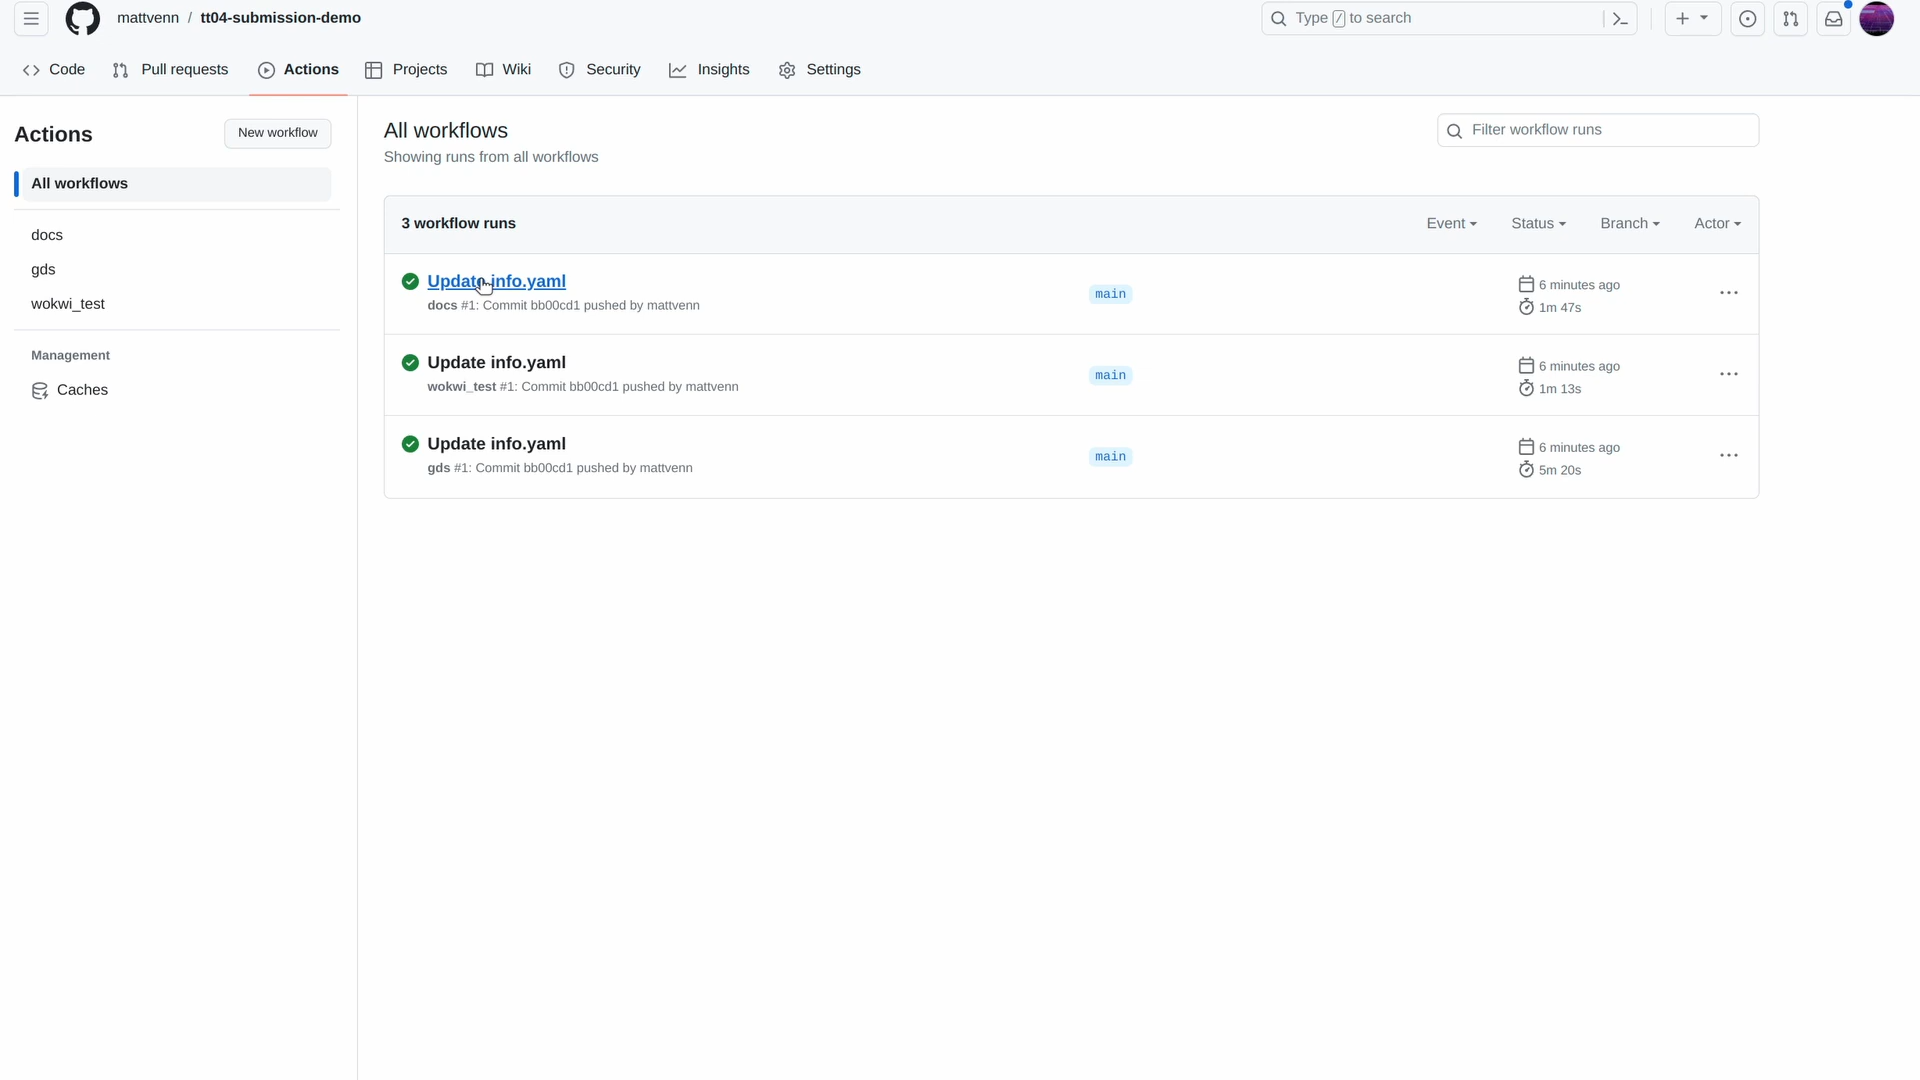 mattvenn / tt04-submission-demo
Type / to search
Code
Pull requests
Actions
Projects
Wiki
Security
Insights
Settings
Actions
New workflow
All workflows
docs
gds
wokwi_test
Management
Caches
All workflows
Showing runs from all workflows
Filter workflow runs
3 workflow runs
Event
Status
Branch
Actor
Update info.yaml
docs #1: Commit bb00cd1 pushed by mattvenn
main
6 minutes ago
1m 47s
Update info.yaml
wokwi_test #1: Commit bb00cd1 pushed by mattvenn
main
6 minutes ago
1m 13s
Update info.yaml
gds #1: Commit bb00cd1 pushed by mattvenn
main
6 minutes ago
5m 20s